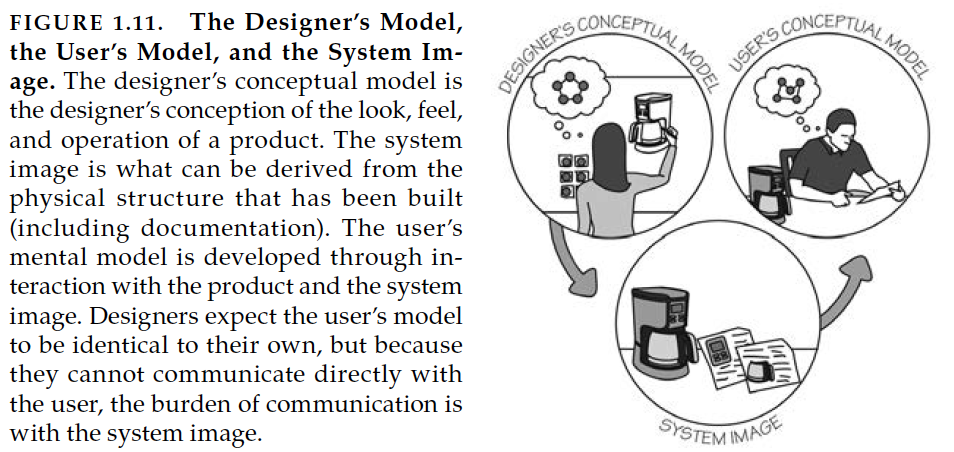 FIGURE 1.11. The Designer’s Model,
the User’s Model, and the System Im-
age. The designer’s conceptual model is
the designer’s conception of the look, feel,
and operation of a product. The system
image is what can be derived from the
physical structure that has been built
(including documentation). The user’s
mental model is developed through in-
teraction with the product and the system
image. Designers expect the user’s model
to be identical to their own, but because
they cannot communicate directly with
the user, the burden of communication is
with the system image.
DESIGNER'S CONCEPTUAL MODEL
USER'S CONCEPTUAL MODEL
SYSTEM IMAGE